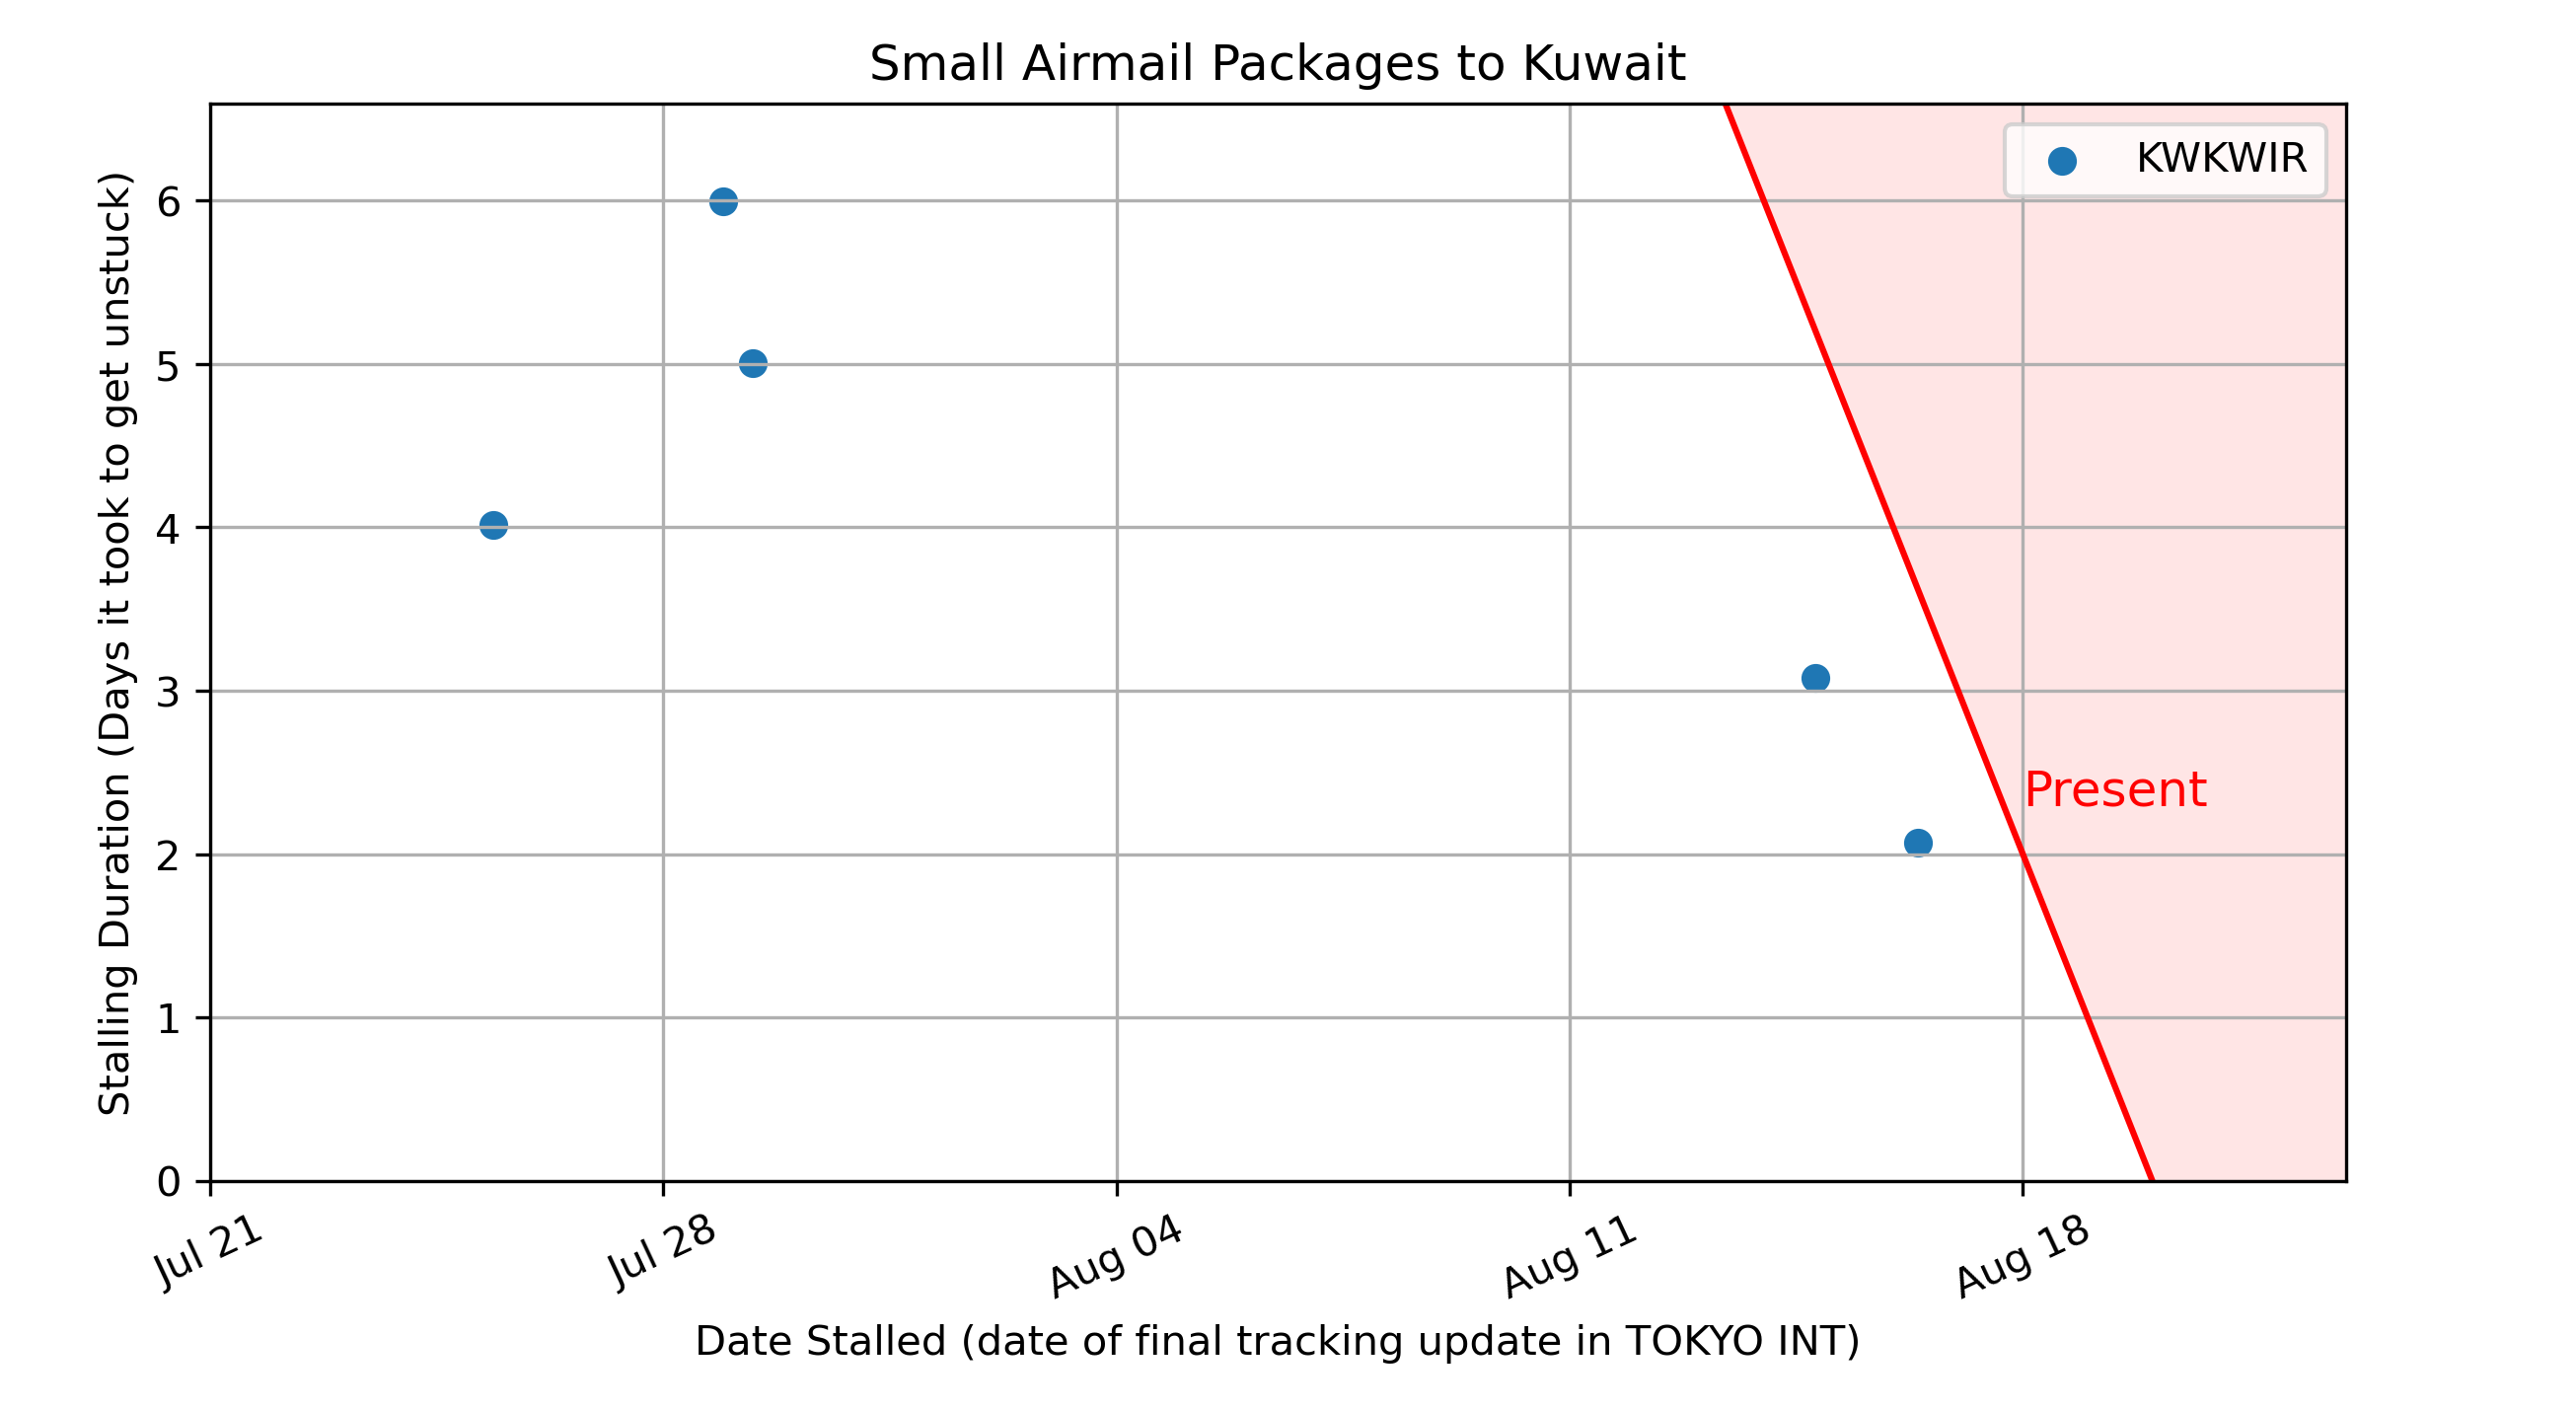 Small Airmail Packages to Kuwait
KWKWIR
Stalling Duration (Days it took to get unstuck)
6
5
4
3
2
1
0
Present
Jul 21
Jul 28
Aug 04
Aug 11
Aug 18
Date Stalled (date of final tracking update in TOKYO INT)